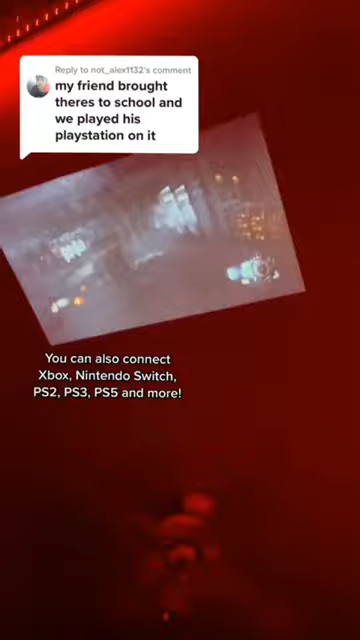 Reply to not_alex1132's comment
my friend brought
theres to school and
we played his
playstation on it
You can also connect
Xbox, Nintendo Switch,
PS2, PS3, PS5 and more!